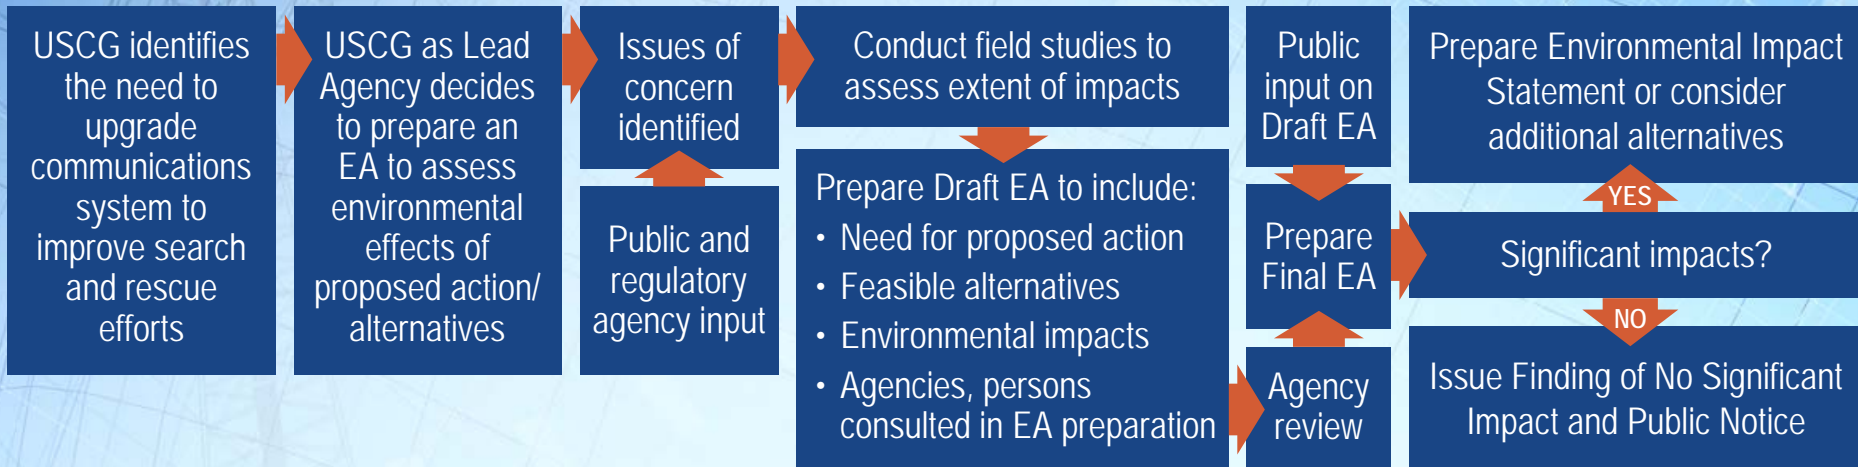 USCG identifies
the need to
upgrade
communications
system to
improve search
and rescue
efforts
USCG as Lead
Agency decides
to prepare an
EA to assess
environmental
effects of
proposed action/
alternatives
Issues of
concern
identified
Public and
regulatory
agency input
Conduct field studies to
assess extent of impacts
Prepare Draft EA to include:
• Need for proposed action
• Feasible alternatives
• Environmental impacts
• Agencies, persons
consulted in EA preparation
Public
input on
Draft EA
Prepare
Final EA
Agency
review
Prepare Environmental Impact
Statement or consider
additional alternatives
YES
Significant impacts?
NO
Issue Finding of No Significant
Impact and Public Notice